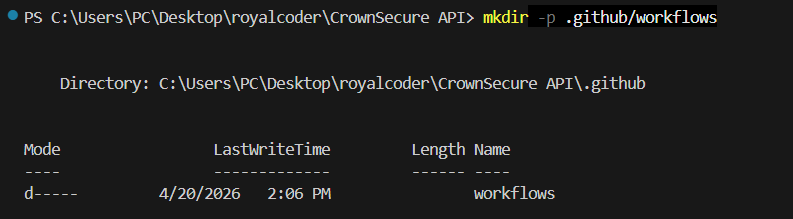 PS C:\Users\PC\Desktop\royalcoder\CrownSecure API> mkdir -p .github/workflows
Directory: C:\Users\PC\Desktop\royalcoder\CrownSecure API\.github
Mode LastWriteTime Length Name
---- ------------- ------ ----
d----- 4/20/2026 2:06 PM workflows